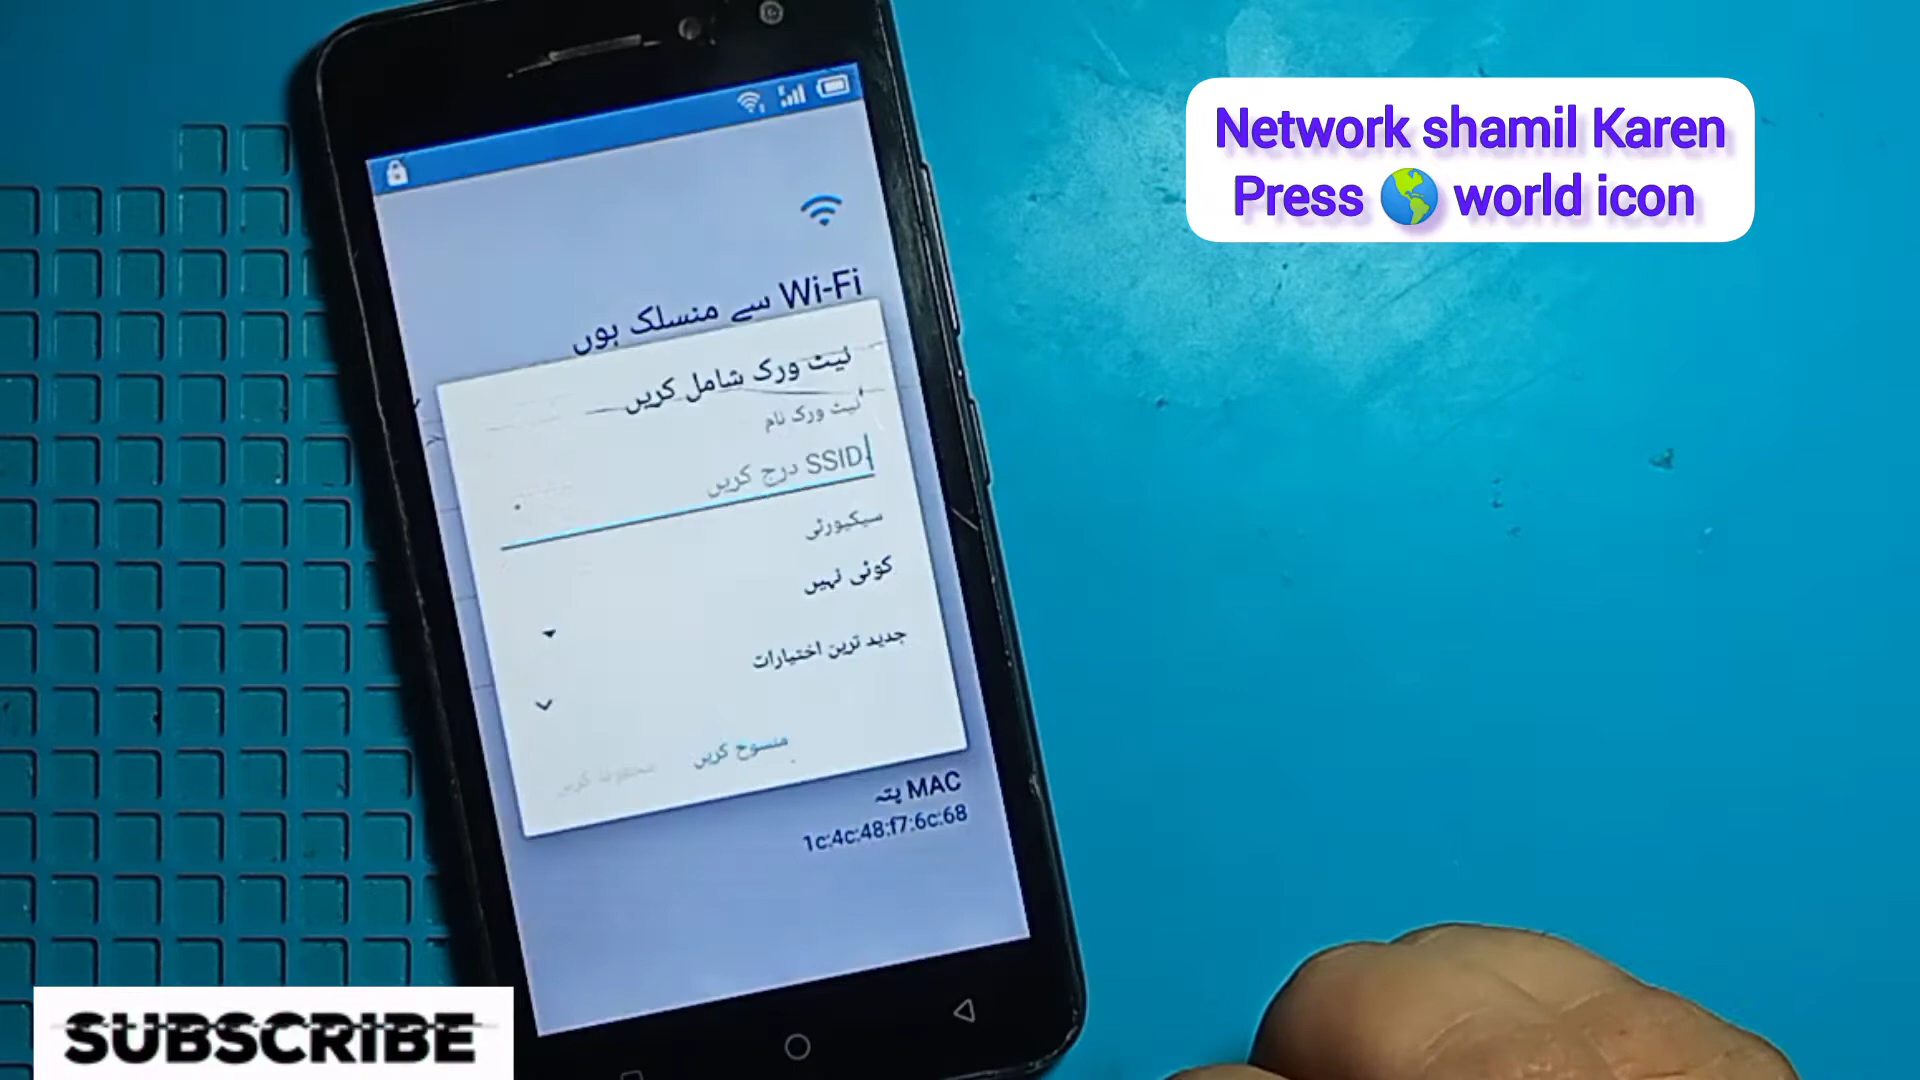 Network shamil Karen
Press 🌎 world icon
Wi-Fi سے منسلک ہوں
نیٹ ورک شامل کریں
نیٹ ورک نام
SSID درج کریں
سیکیورٹی
کوئی نہیں
جدید ترین اختیارات
منسوخ کریں
محفوظ کریں
MAC پتہ
1c:4c:48:f7:6c:68
SUBSCRIBE